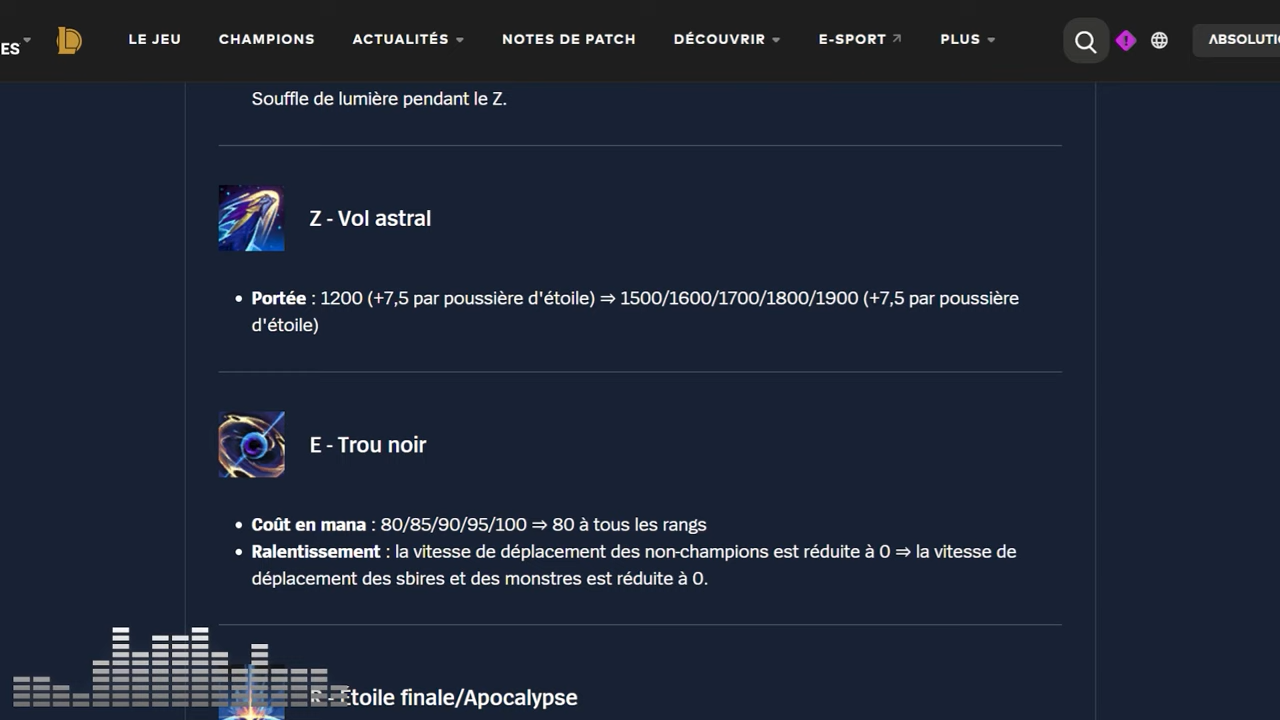 ES
LE JEU
CHAMPIONS
ACTUALITÉS
NOTES DE PATCH
DÉCOUVRIR
E-SPORT
PLUS
Souffle de lumière pendant le Z.
Z - Vol astral
Portée : 1200 (+7,5 par poussière d'étoile) ⇒ 1500/1600/1700/1800/1900 (+7,5 par poussière
d'étoile)
E - Trou noir
Coût en mana : 80/85/90/95/100 ⇒ 80 à tous les rangs
Ralentissement : la vitesse de déplacement des non-champions est réduite à 0 ⇒ la vitesse de
déplacement des sbires et des monstres est réduite à 0.
R - Étoile finale/Apocalypse